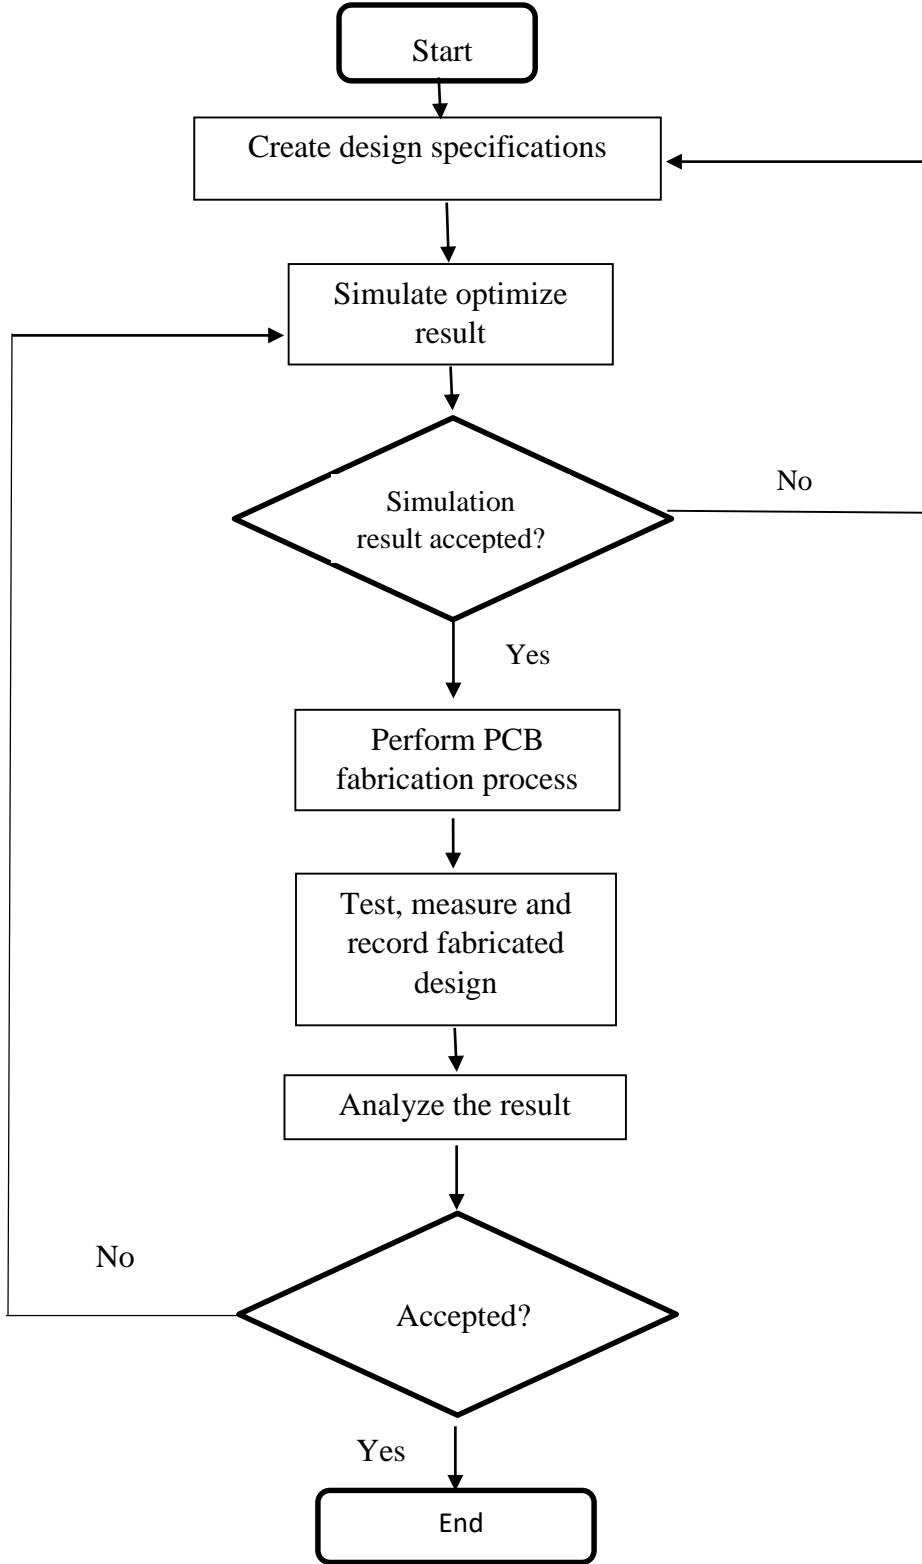 Start
Create design specifications
Simulate optimize
result
Simulation
result accepted?
No
Yes
Perform PCB
fabrication process
Test, measure and
record fabricated
design
Analyze the result
No
Accepted?
Yes
End